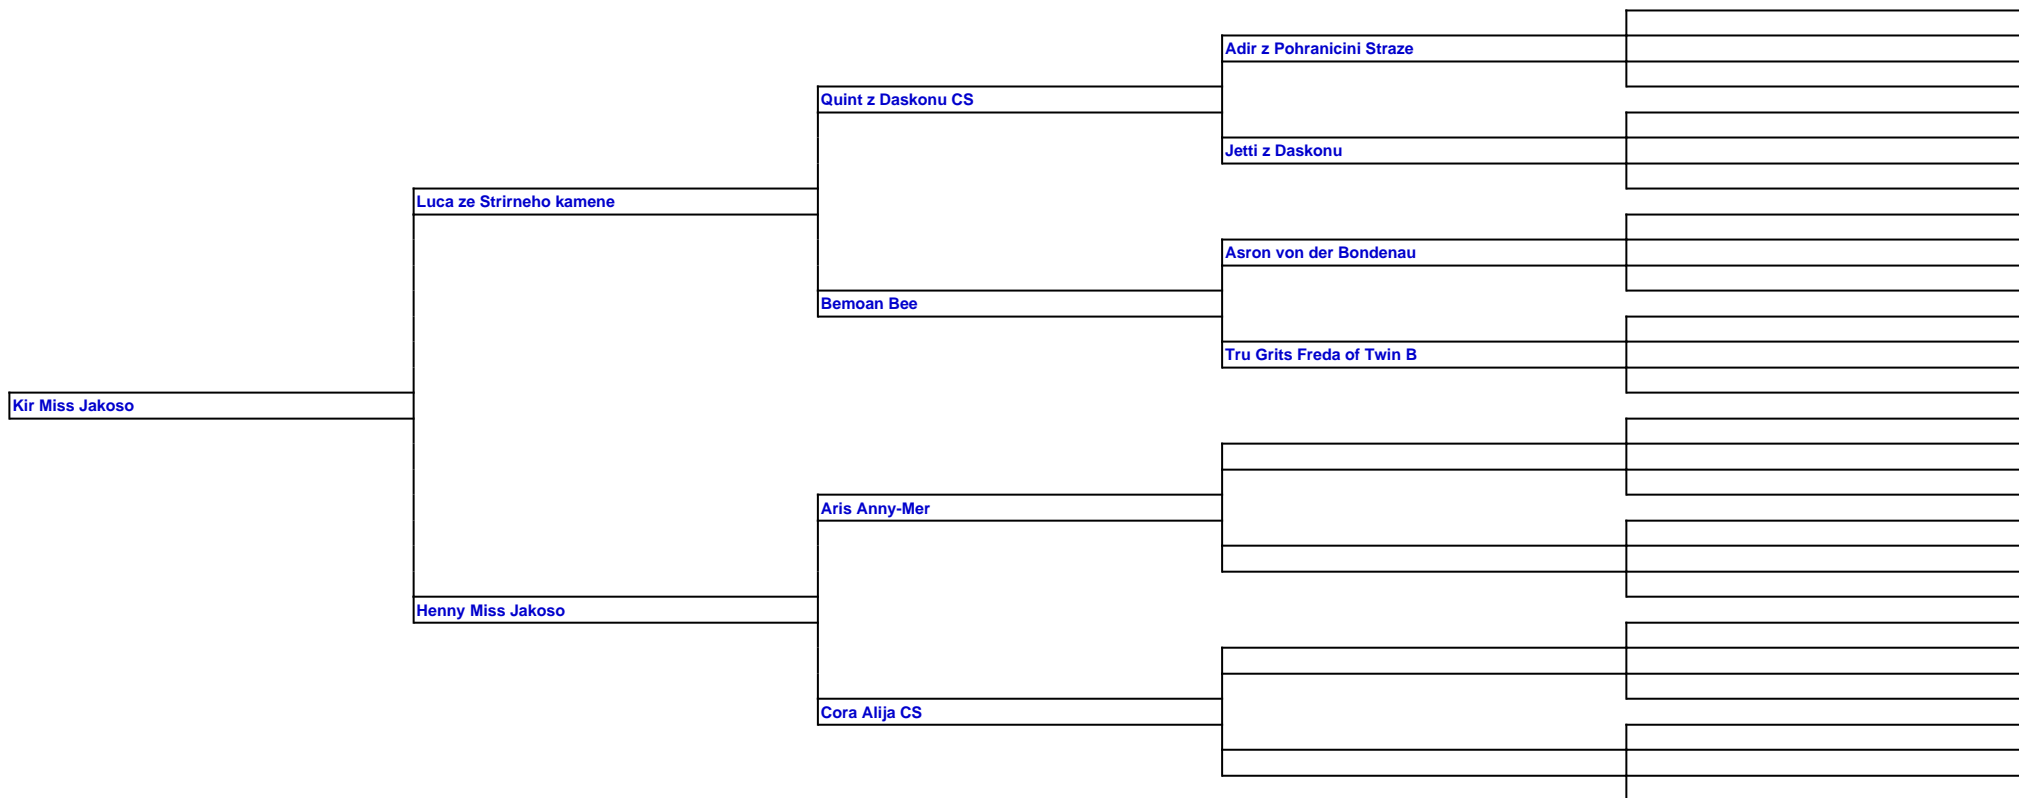 Adir z Pohranicini Straze
Quint z Daskonu CS
Jetti z Daskonu
Luca ze Strirneho kamene
Asron von der Bondenau
Bemoan Bee
Tru Grits Freda of Twin B
Kir Miss Jakoso
Aris Anny-Mer
Henny Miss Jakoso
Cora Alija CS